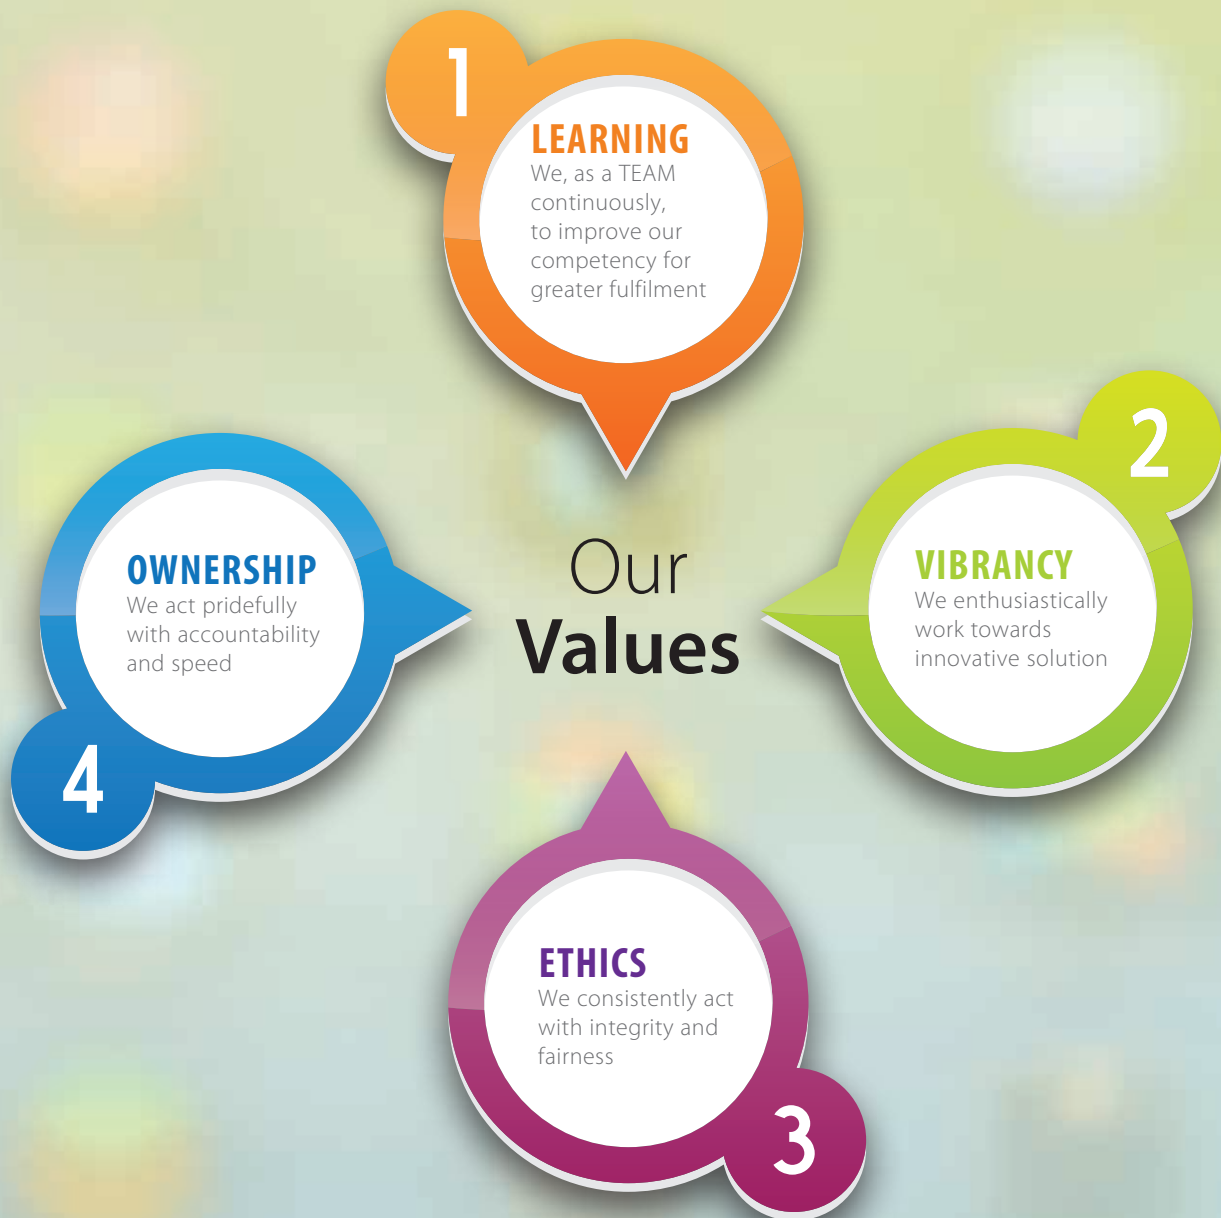 1
LEARNING
We, as a TEAM
continuously,
to improve our
competency for
greater fulfilment
2
VIBRANCY
We enthusiastically
work towards
innovative solution
Our
Values
OWNERSHIP
We act pridefully
with accountability
and speed
4
ETHICS
We consistently act
with integrity and
fairness
3